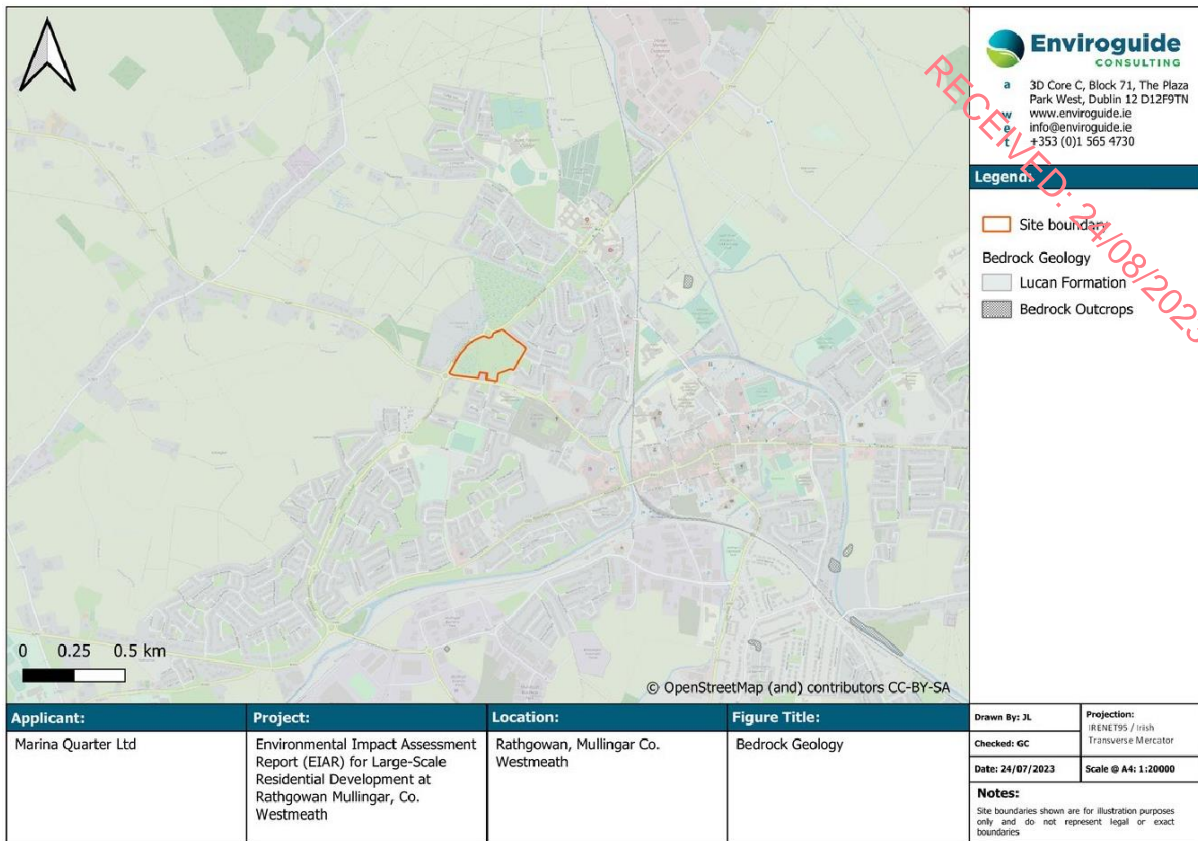 Enviroguide
CONSULTING
a 3D Core C, Block 71, The Plaza
Park West, Dublin 12 D12F9TN
w www.enviroguide.ie
e info@enviroguide.ie
t +353 (0)1 565 4730
RECEIVED: 24/08/2023
Legend:
Site boundary
Bedrock Geology
Lucan Formation
Bedrock Outcrops
0 0.25 0.5 km
© OpenStreetMap (and) contributors CC-BY-SA
Applicant:
Marina Quarter Ltd
Project:
Environmental Impact Assessment
Report (EIAR) for Large-Scale
Residential Development at
Rathgowan Mullingar, Co.
Westmeath
Location:
Rathgowan, Mullingar Co.
Westmeath
Figure Title:
Bedrock Geology
Drawn By: JL
Checked: GC
Date: 24/07/2023
Projection:
IRENET95 / Irish
Transverse Mercator
Scale @ A4: 1:20000
Notes:
Site boundaries shown are for illustration purposes
only and do not represent legal or exact
boundaries